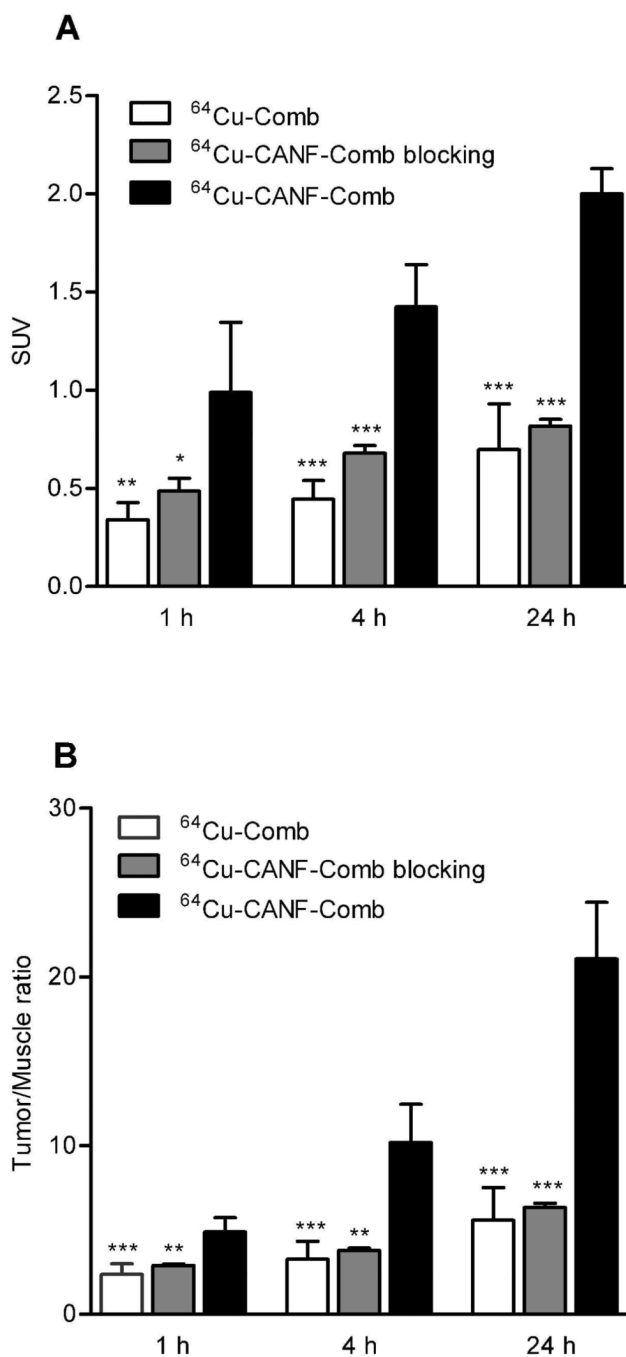 A
2.5
2.0
1.5
1.0
0.5
0.0
SUV
⁶⁴Cu-Comb
⁶⁴Cu-CANF-Comb blocking
⁶⁴Cu-CANF-Comb
** * *** *** *** ***
1 h 4 h 24 h
B
30
20
10
0
Tumor/Muscle ratio
⁶⁴Cu-Comb
⁶⁴Cu-CANF-Comb blocking
⁶⁴Cu-CANF-Comb
*** ** *** ** *** ***
1 h 4 h 24 h